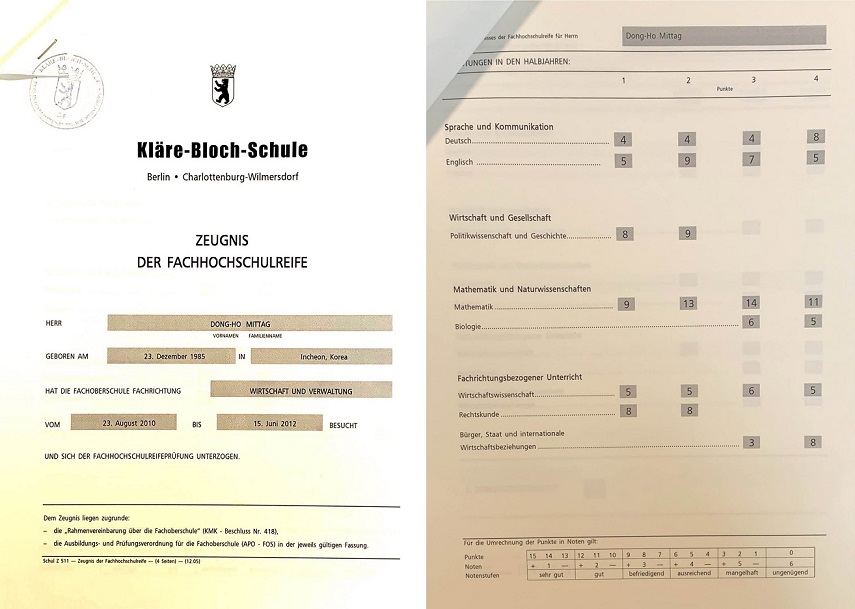 KLÄRE-BLOCH-SCHULE
Kläre-Bloch-Schule
Berlin • Charlottenburg-Wilmersdorf
ZEUGNIS
DER FACHHOCHSCHULREIFE
HERR DONG-HO MITTAG
VORNAMEN FAMILIENNAME
GEBOREN AM 23. Dezember 1985 IN Incheon, Korea
HAT DIE FACHOBERSCHULE FACHRICHTUNG WIRTSCHAFT UND VERWALTUNG
VOM 23. August 2010 BIS 15. Juni 2012 BESUCHT
UND SICH DER FACHHOCHSCHULREIFEPRÜFUNG UNTERZOGEN.
Dem Zeugnis liegen zugrunde:
– die „Rahmenvereinbarung über die Fachoberschule“ (KMK - Beschluss Nr. 418),
– die Ausbildungs- und Prüfungsverordnung für die Fachoberschule (APO - FOS) in der jeweils gültigen Fassung.
Schul Z 511 — Zeugnis der Fachhochschulreife — (4 Seiten) — (12.05)
der Fachhochschulreife für Herrn Dong-Ho Mittag
TUNGEN IN DEN HALBJAHREN:
1 2 3 4
Punkte
Sprache und Kommunikation
Deutsch 4 4 4 8
Englisch 5 9 7 5
Wirtschaft und Gesellschaft
Politikwissenschaft und Geschichte 8 9
Mathematik und Naturwissenschaften
Mathematik 9 13 14 11
Biologie 6 5
Fachrichtungsbezogener Unterricht
Wirtschaftswissenschaft 5 5 6 5
Rechtskunde 8 8
Bürger, Staat und internationale
Wirtschaftsbeziehungen 3 8
Für die Umrechnung der Punkte in Noten gilt:
Punkte 15 14 13 12 11 10 9 8 7 6 5 4 3 2 1 0
Noten + 1 — + 2 — + 3 — + 4 — + 5 — 6
Notenstufen sehr gut gut befriedigend ausreichend mangelhaft ungenügend